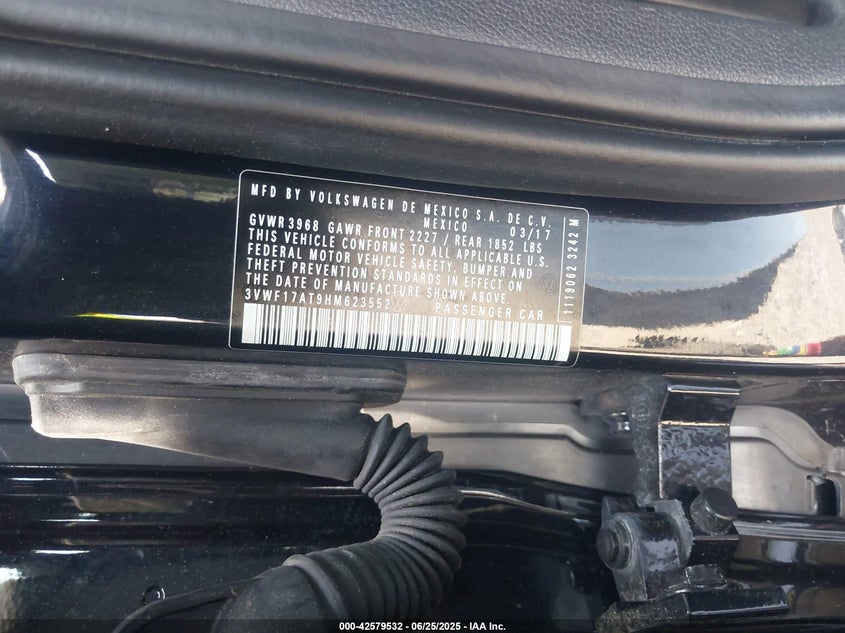 MFD BY VOLKSWAGEN DE MEXICO S.A. DE C.V.
MEXICO 03/17
GVWR 3968 GAWR FRONT 2227 / REAR 1852 LBS
THIS VEHICLE CONFORMS TO ALL APPLICABLE U.S.
FEDERAL MOTOR VEHICLE SAFETY, BUMPER AND
THEFT PREVENTION STANDARDS IN EFFECT ON
THE DATE OF MANUFACTURE SHOWN ABOVE.
3VWF17AT9HM623552
PASSENGER CAR
1119062 3242 M
000-42579532 - 06/25/2025 - IAA Inc.